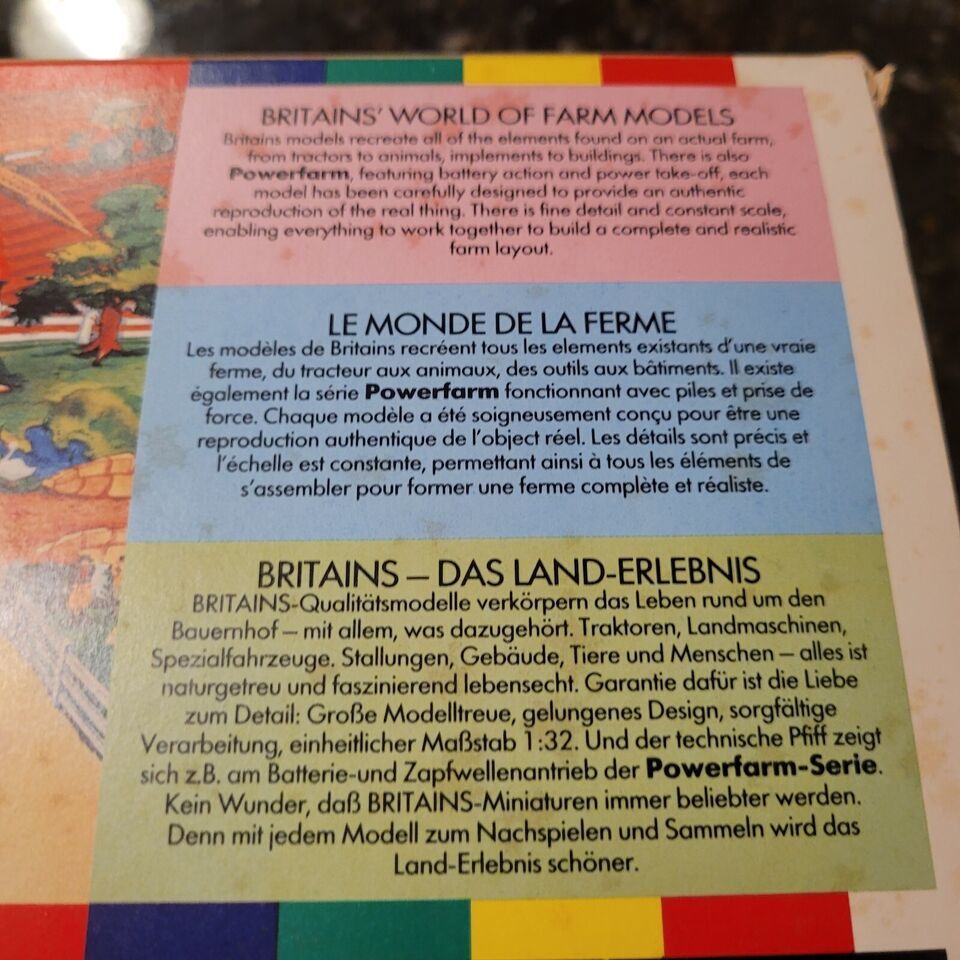 BRITAINS' WORLD OF FARM MODELS
Britains models recreate all of the elements found on an actual farm,
from tractors to animals, implements to buildings. There is also
Powerfarm, featuring battery action and power take-off, each
model has been carefully designed to provide an authentic
reproduction of the real thing. There is fine detail and constant scale,
enabling everything to work together to build a complete and realistic
farm layout.
LE MONDE DE LA FERME
Les modèles de Britains recréent tous les elements existants d'une vraie
ferme, du tracteur aux animaux, des outils aux bâtiments. Il existe
également la série Powerfarm fonctionnant avec piles et prise de
force. Chaque modèle a été soigneusement conçu pour être une
reproduction authentique de l'object réel. Les détails sont précis et
l'échelle est constante, permettant ainsi à tous les éléments de
s'assembler pour former une ferme complète et réaliste.
BRITAINS – DAS LAND-ERLEBNIS
BRITAINS-Qualitätsmodelle verkörpern das Leben rund um den
Bauernhof – mit allem, was dazugehört. Traktoren, Landmaschinen,
Spezialfahrzeuge. Stallungen, Gebäude, Tiere und Menschen – alles ist
naturgetreu und faszinierend lebensecht. Garantie dafür ist die Liebe
zum Detail: Große Modelltreue, gelungenes Design, sorgfältige
Verarbeitung, einheitlicher Maßstab 1:32. Und der technische Pfiff zeigt
sich z.B. am Batterie-und Zapfwellenantrieb der Powerfarm-Serie.
Kein Wunder, daß BRITAINS-Miniaturen immer beliebter werden.
Denn mit jedem Modell zum Nachspielen und Sammeln wird das
Land-Erlebnis schöner.